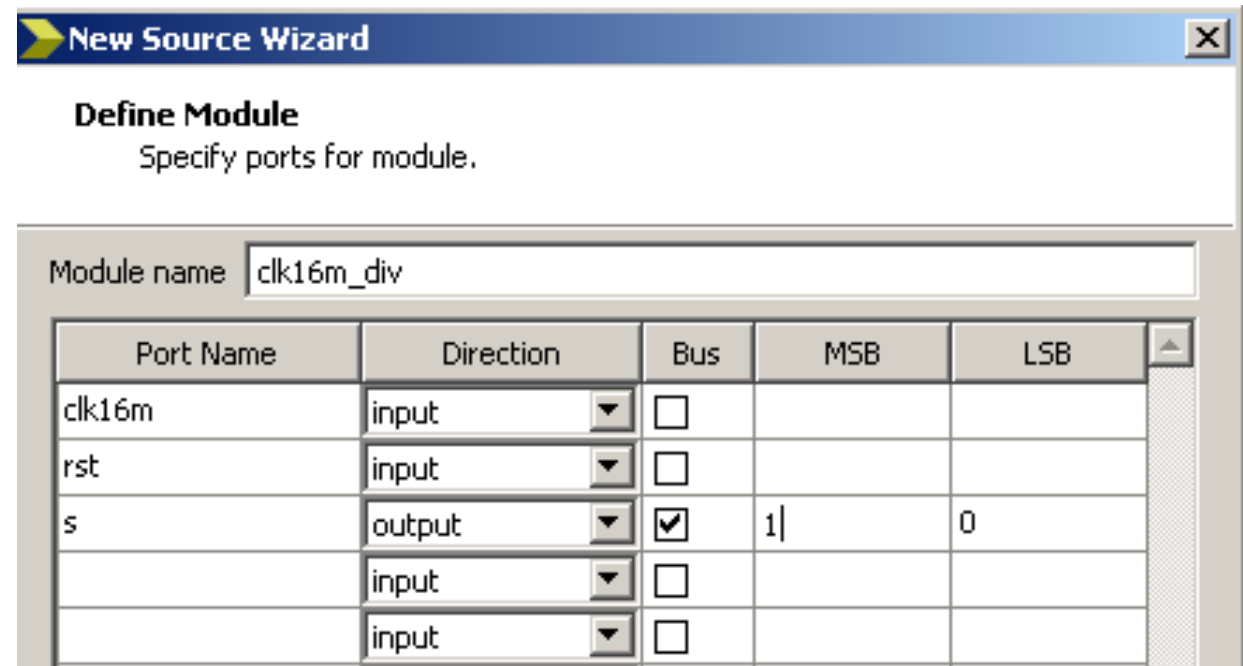 New Source Wizard
Define Module
Specify ports for module.
Module name clk16m_div
Port Name Direction Bus MSB LSB
clk16m input
rst input
s output 1 0
input
input